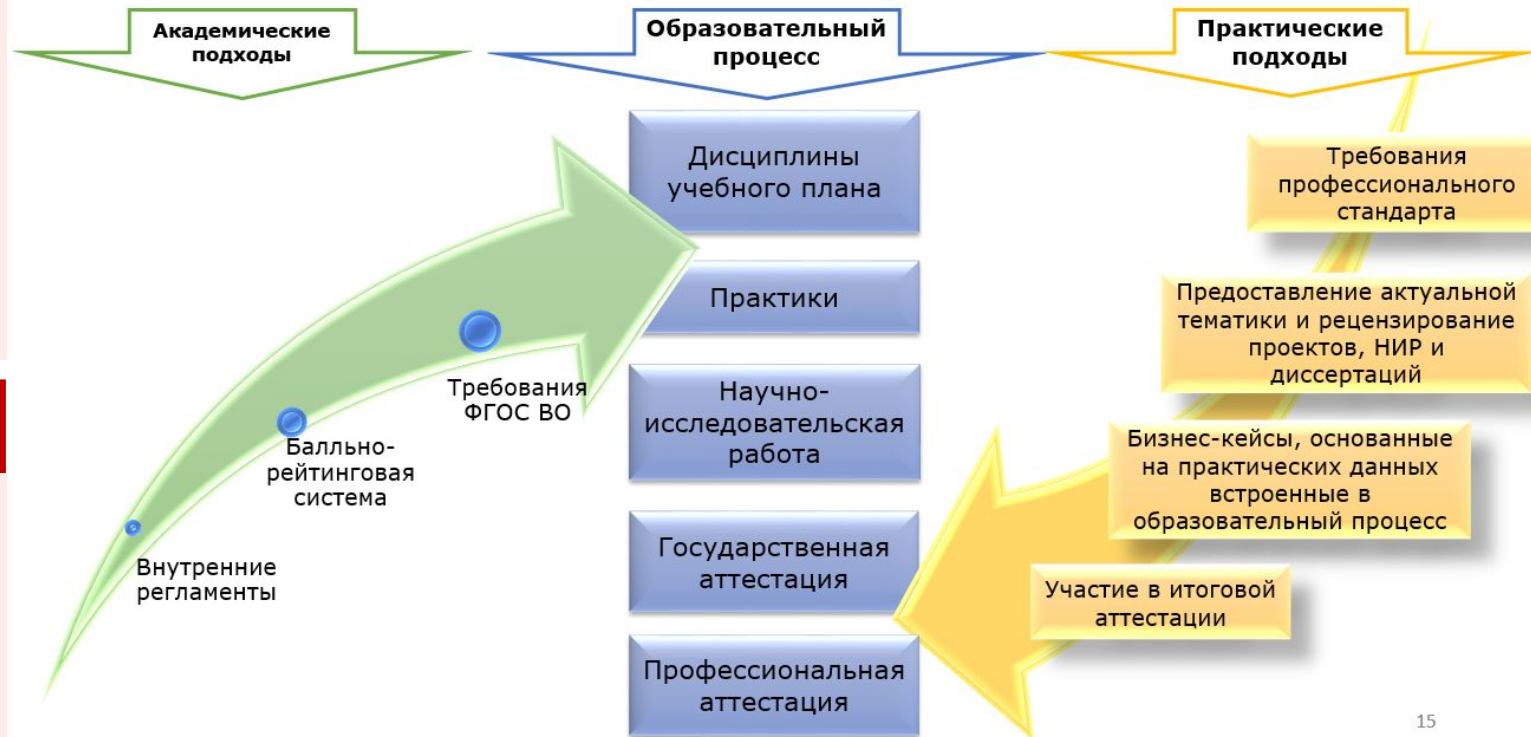 Академические
подходы
Образовательный
процесс
Практические
подходы
Дисциплины
учебного плана
Практики
Научно-
исследовательская
работа
Государственная
аттестация
Профессиональная
аттестация
Требования
ФГОС ВО
Балльно-
рейтинговая
система
Внутренние
регламенты
Требования
профессионального
стандарта
Предоставление актуальной
тематики и рецензирование
проектов, НИР и
диссертаций
Бизнес-кейсы, основанные
на практических данных
встроенные в
образовательный процесс
Участие в итоговой
аттестации
15